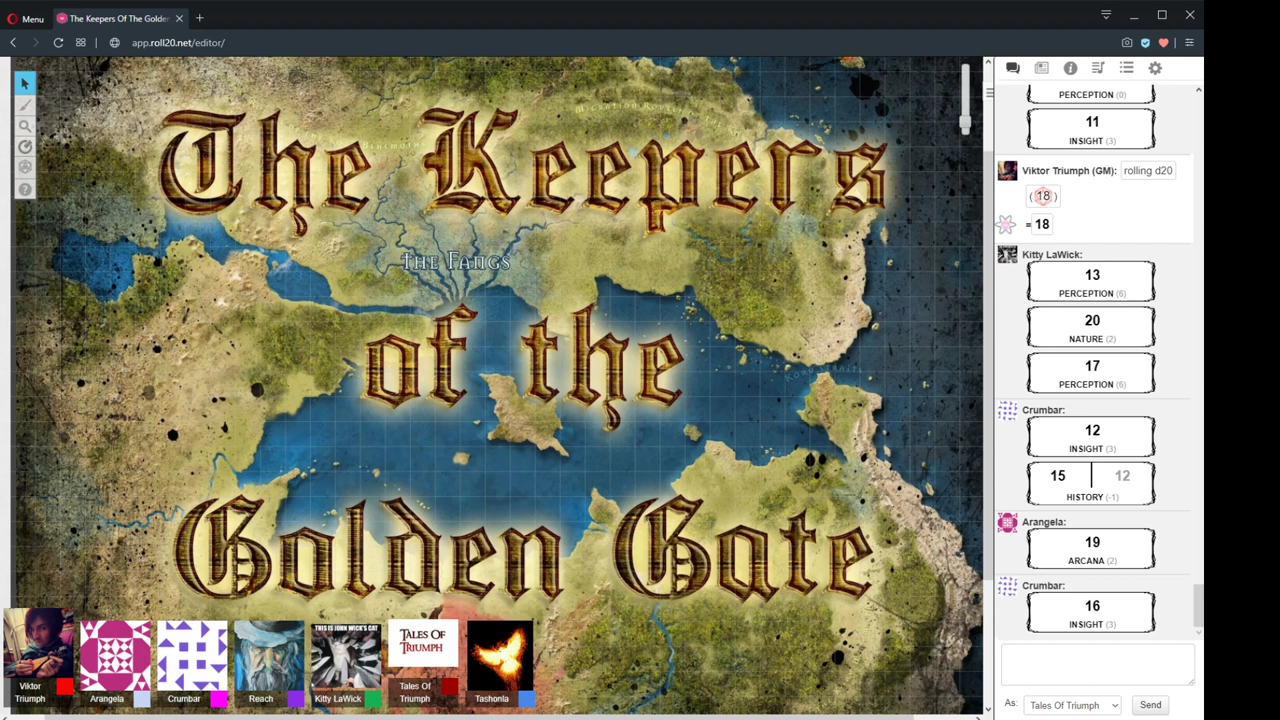 Menu
The Keepers Of The Golden
app.roll20.net/editor/
The Keepers
The Fangs
of the
Golden Gate
Viktor
Triumph
Arangela
Crumbar
Reach
THIS IS JOHN WICK'S CAT
Kitty LaWick
TALES OF
TRIUMPH
Tales Of
Triumph
Tashonla
PERCEPTION (0)
11
INSIGHT (3)
Viktor Triumph (GM): rolling d20
(18)
=18
Kitty LaWick:
13
PERCEPTION (6)
20
NATURE (2)
17
PERCEPTION (6)
Crumbar:
12
INSIGHT (3)
15 12
HISTORY (-1)
Arangela:
19
ARCANA (2)
Crumbar:
16
INSIGHT (3)
As: Tales Of Triumph Send